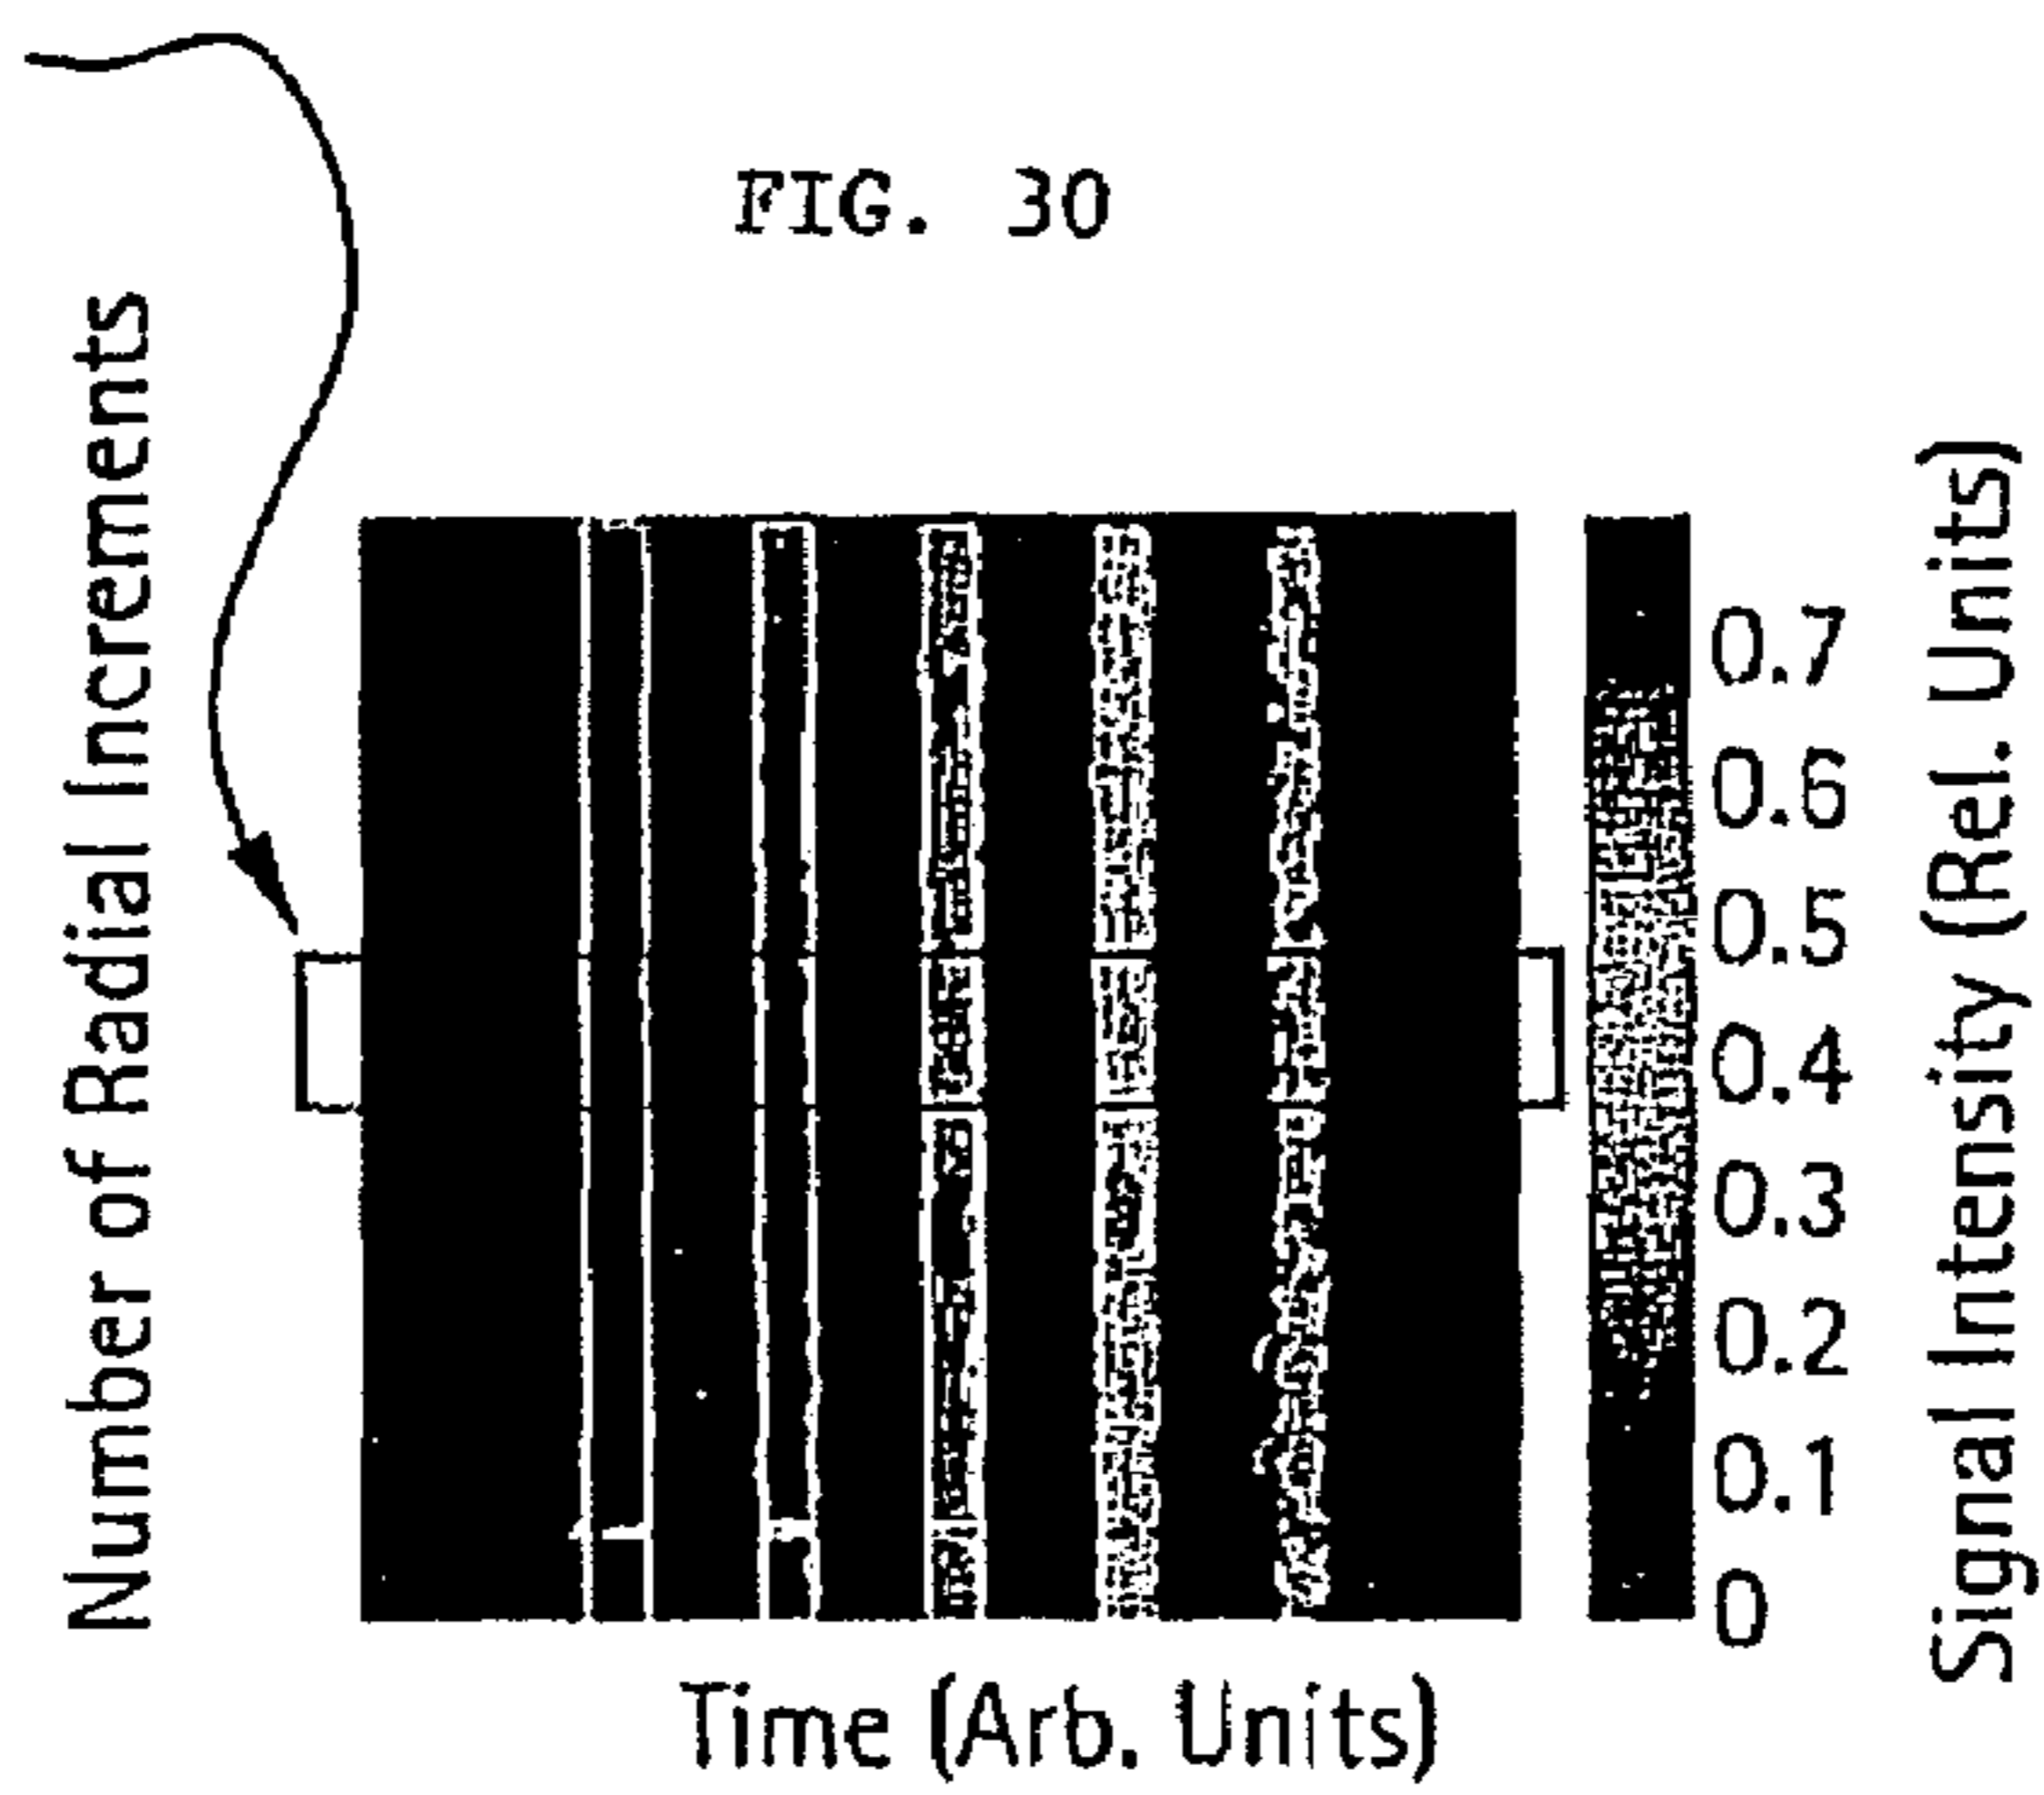 FIG. 30
Number of Radial Increments
0.7
0.6
0.5
0.4
0.3
0.2
0.1
0
Signal Intensity (Rel. Units)
Time (Arb. Units)